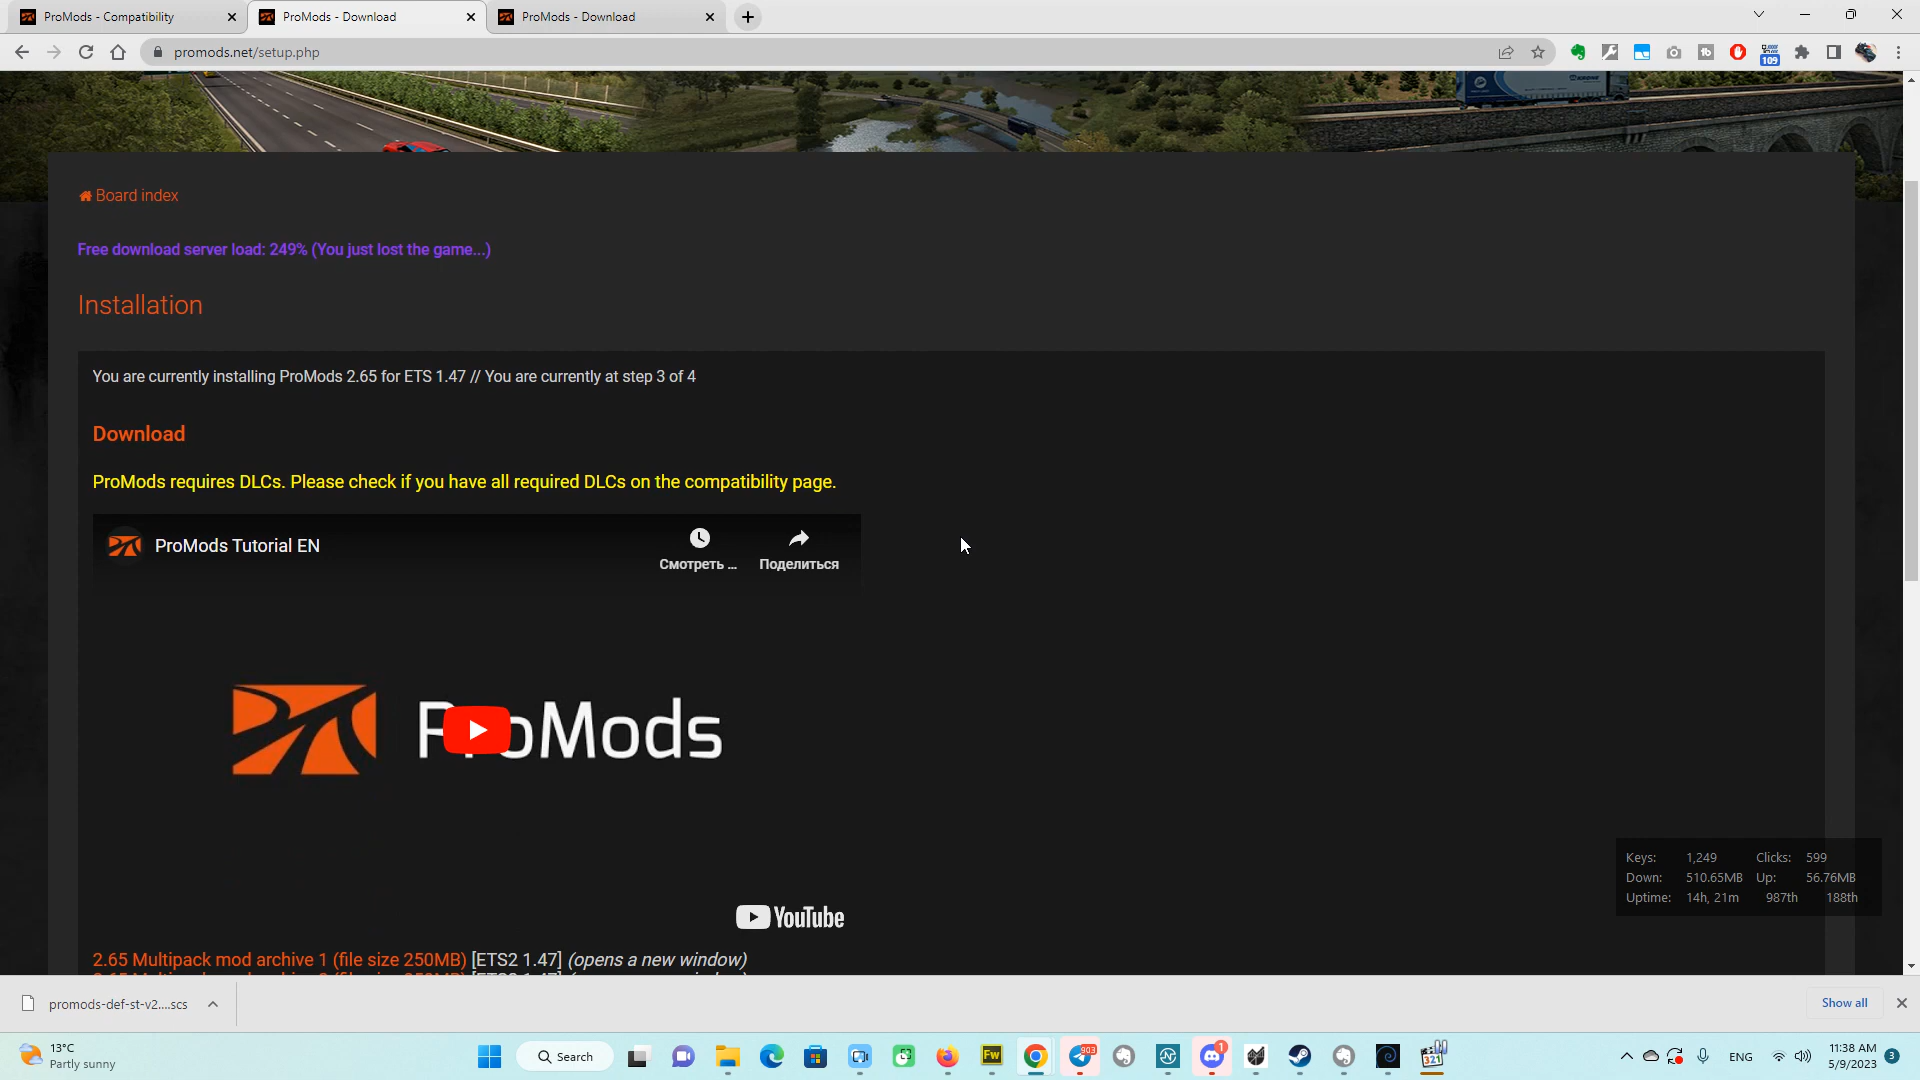 ProMods - Compatibility
ProMods - Download
ProMods - Download
promods.net/setup.php
109
Board index
Free download server load: 249% (You just lost the game...)
Installation
You are currently installing ProMods 2.65 for ETS 1.47 // You are currently at step 3 of 4
Download
ProMods requires DLCs. Please check if you have all required DLCs on the compatibility page.
ProMods Tutorial EN
Смотреть ...
Поделиться
ProMods
YouTube
Keys: 1,249 Clicks: 599
Down: 510.65MB Up: 56.76MB
Uptime: 14h, 21m 987th 188th
2.65 Multipack mod archive 1 (file size 250MB) [ETS2 1.47] (opens a new window)
promods-def-st-v2....scs
Show all
13°C
Partly sunny
Search
Fw
903
1
321
ENG
11:38 AM
5/9/2023
3